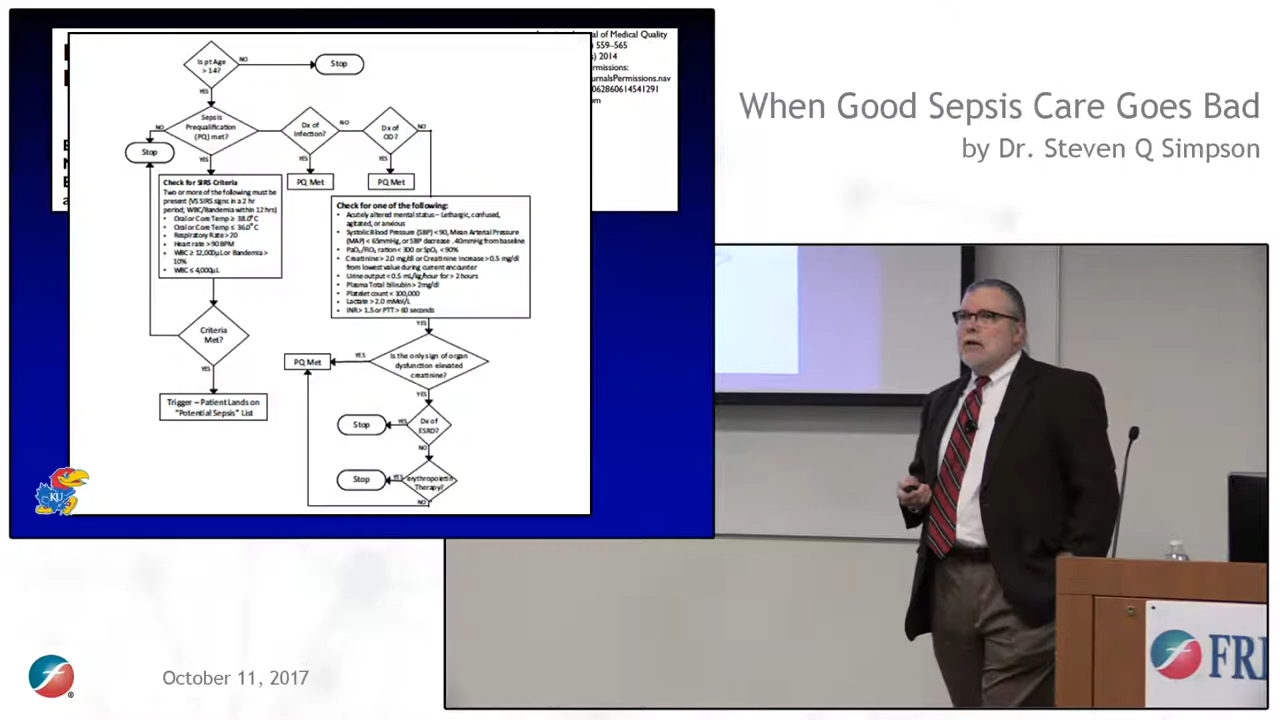 When Good Sepsis Care Goes Bad
by Dr. Steven Q Simpson
Journal of Medical Quality
559–565
2014
06286061454129​1
Is pt Age
> 14?
NO
Stop
YES
Sepsis
Prequalification
(PQ) met?
NO
Stop
YES
Dx of
Infection?
NO
YES
PQ Met
Dx of
OD?
NO
YES
PQ Met
Check for SIRS Criteria
Two or more of the following must be
present (VS SIRS signs in a 2 hr
period; WBC/Bandemia within 12 hrs)
• Oral or Core Temp ≥ 38.0°C
• Oral or Core Temp ≤ 36.0°C
• Respiratory Rate > 20
• Heart rate > 90 BPM
• WBC ≥ 12,000µL or Bandemia >
10%
• WBC ≤ 4,000µL
Check for one of the following:
• Acutely altered mental status – Lethargic, confused,
agitated, or anxious
• Systolic Blood Pressure (SBP) < 90, Mean Arterial Pressure
(MAP) < 65mmHg, or SBP decrease . 40mmHg from baseline
• PaO₂/FiO₂ ration < 300 or SpO₂ < 90%
• Creatinine > 2.0 mg/dl or Creatinine Increase > 0.5 mg/dl
from lowest value during current encounter
• Urine output < 0.5 mL/kg/hour for > 2 hours
• Plasma Total bilirubin > 2mg/dl
• Platelet count < 100,000
• Lactate > 2.0 mMol/L
• INR > 1.5 or PTT > 60 seconds
Criteria
Met?
YES
Trigger – Patient Lands on
"Potential Sepsis" List
YES
Is the only sign of organ
dysfunction elevated
creatinine?
YES
PQ Met
YES
Dx of
ESRD?
YES
Stop
NO
erythropoietin
Therapy?
YES
Stop
NO
KU
October 11, 2017
FRE